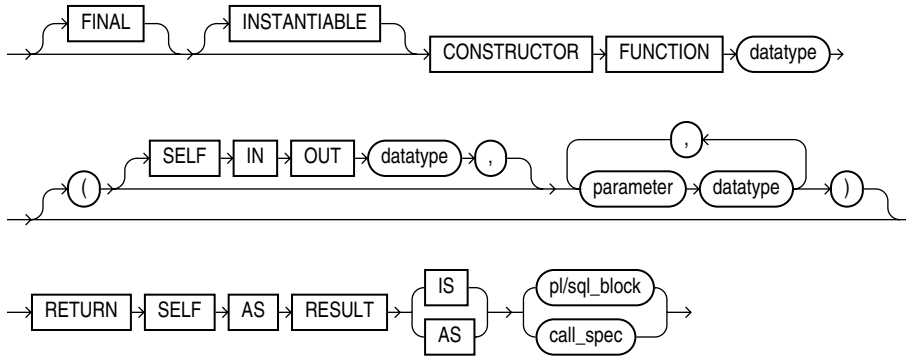 FINAL INSTANTIABLE
CONSTRUCTOR FUNCTION datatype
,
SELF IN OUT datatype ,
( parameter datatype )
IS pl/sql_block
RETURN SELF AS RESULT
AS call_spec